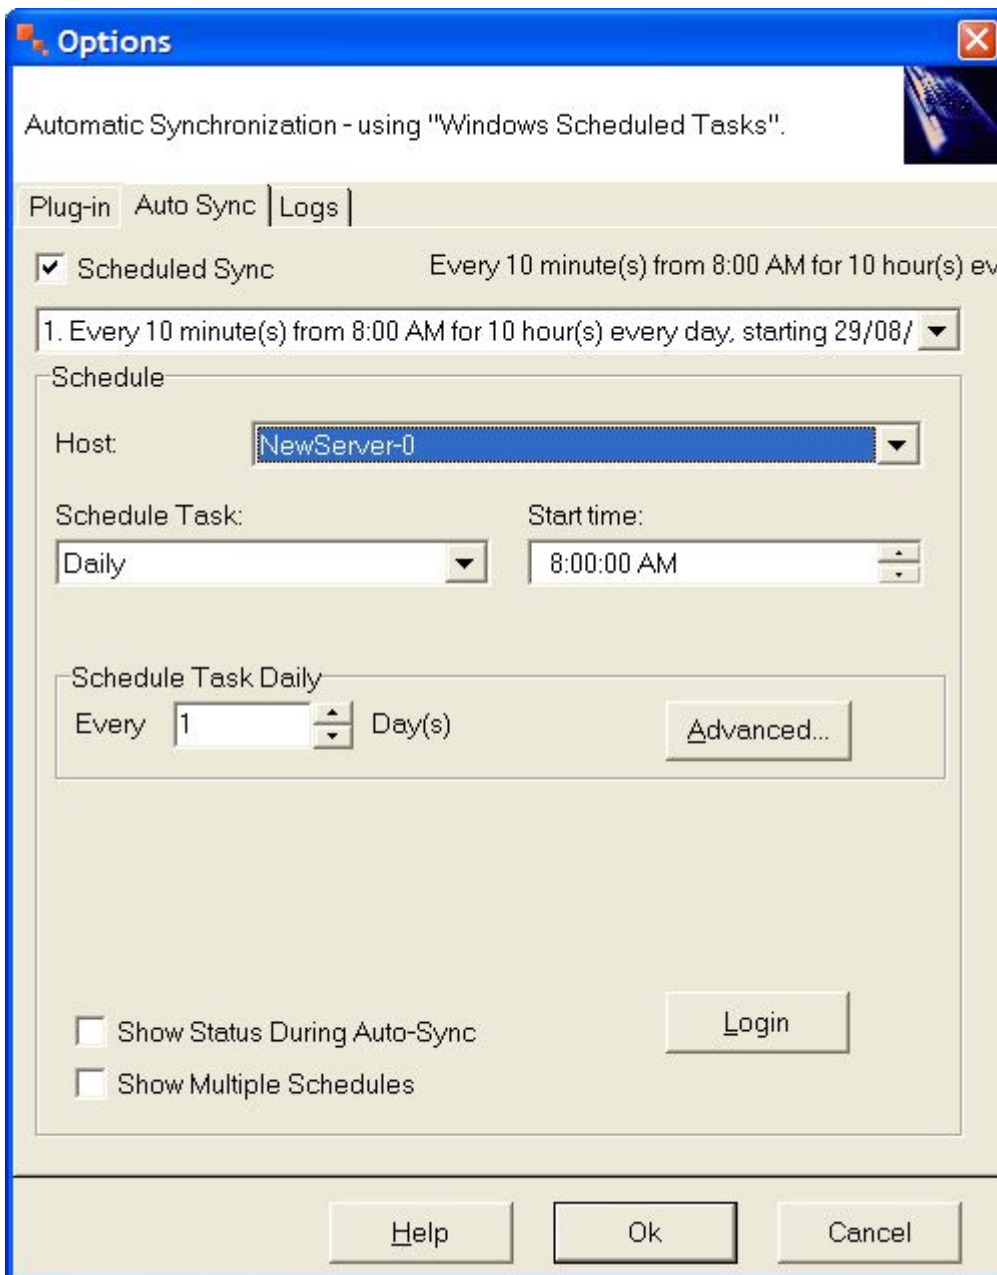 Options
Automatic Synchronization - using "Windows Scheduled Tasks".
Plug-in Auto Sync Logs
Scheduled Sync Every 10 minute(s) from 8:00 AM for 10 hour(s) ev
1. Every 10 minute(s) from 8:00 AM for 10 hour(s) every day, starting 29/08/
Schedule
Host: NewServer-0
Schedule Task: Start time:
Daily 8:00:00 AM
Schedule Task Daily
Every 1 Day(s) Advanced...
Login
Show Status During Auto-Sync
Show Multiple Schedules
Help Ok Cancel